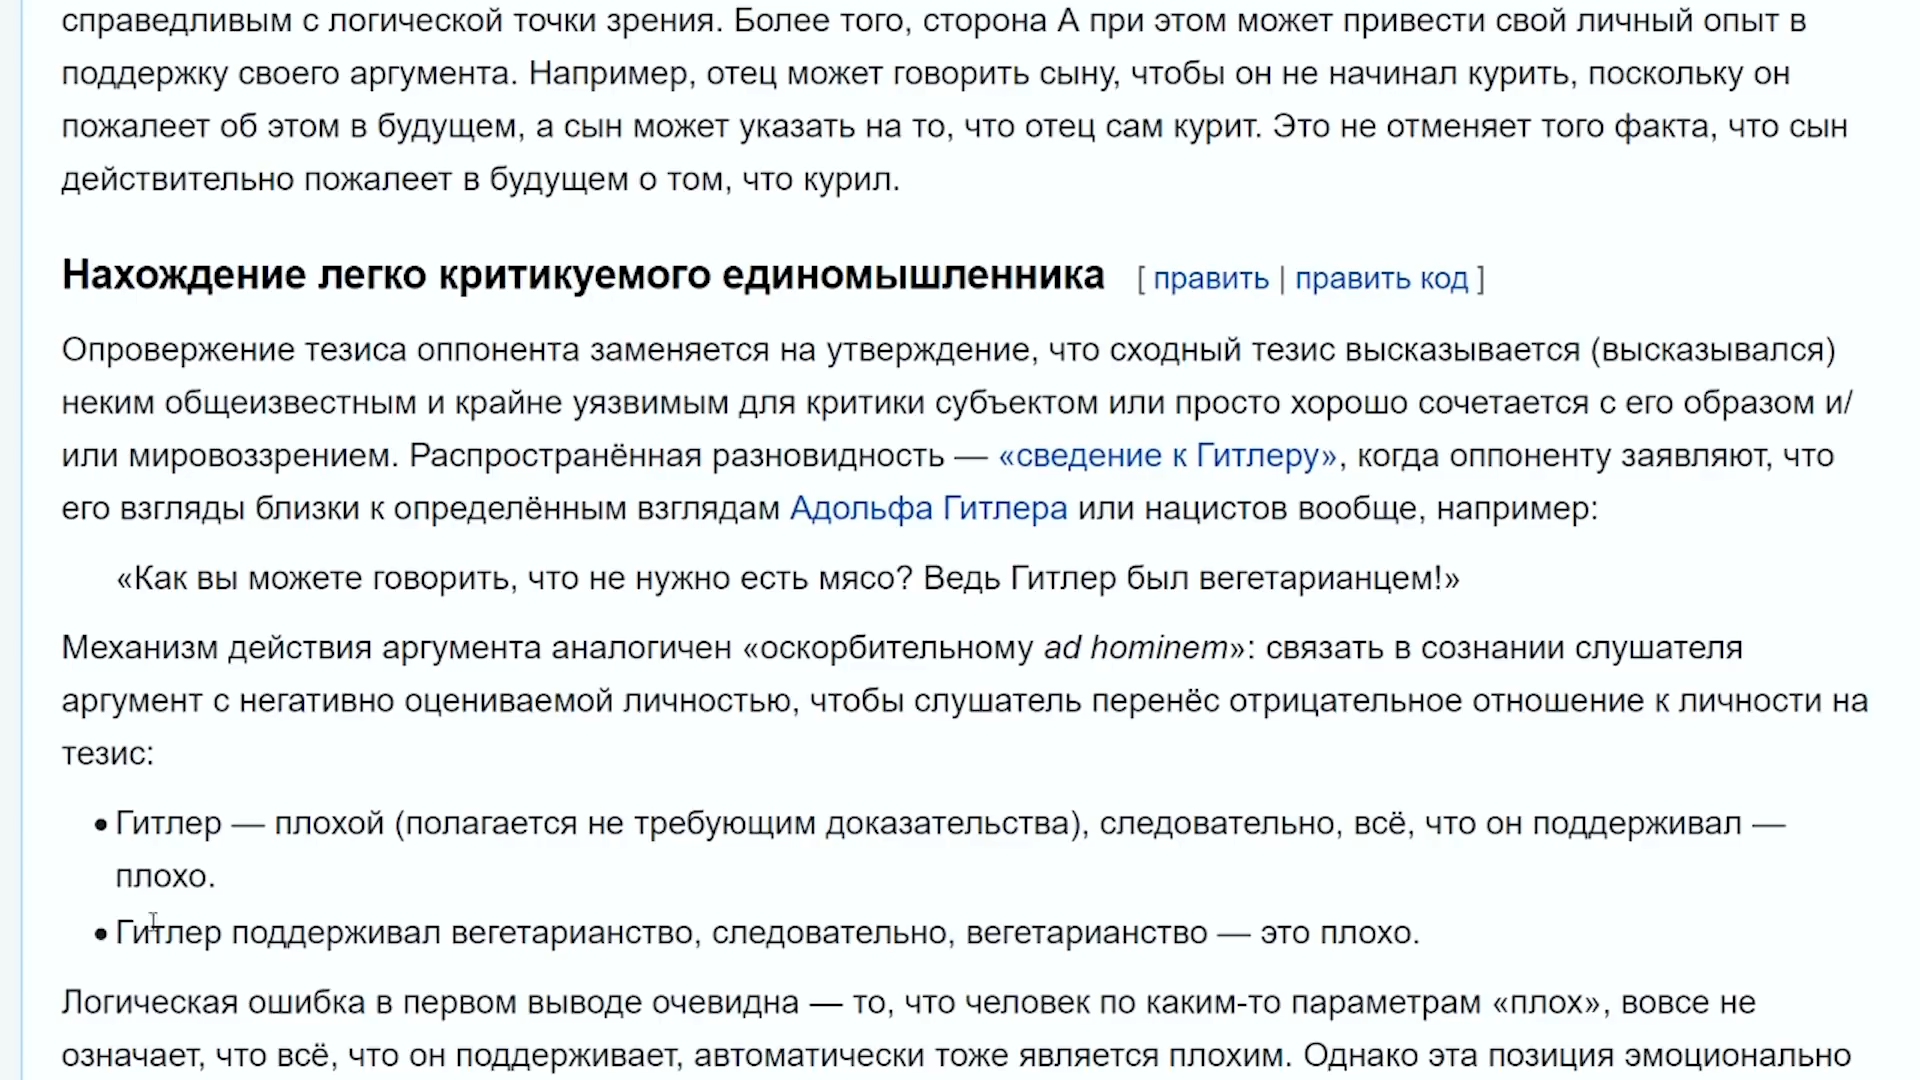 справедливым с логической точки зрения. Более того, сторона А при этом может привести свой личный опыт в
поддержку своего аргумента. Например, отец может говорить сыну, чтобы он не начинал курить, поскольку он
пожалеет об этом в будущем, а сын может указать на то, что отец сам курит. Это не отменяет того факта, что сын
действительно пожалеет в будущем о том, что курил.
Нахождение легко критикуемого единомышленника [ править | править код ]
Опровержение тезиса оппонента заменяется на утверждение, что сходный тезис высказывается (высказывался)
неким общеизвестным и крайне уязвимым для критики субъектом или просто хорошо сочетается с его образом и/
или мировоззрением. Распространённая разновидность — «сведение к Гитлеру», когда оппоненту заявляют, что
его взгляды близки к определённым взглядам Адольфа Гитлера или нацистов вообще, например:
«Как вы можете говорить, что не нужно есть мясо? Ведь Гитлер был вегетарианцем!»
Механизм действия аргумента аналогичен «оскорбительному ad hominem»: связать в сознании слушателя
аргумент с негативно оцениваемой личностью, чтобы слушатель перенёс отрицательное отношение к личности на
тезис:
• Гитлер — плохой (полагается не требующим доказательства), следовательно, всё, что он поддерживал —
плохо.
• Гитлер поддерживал вегетарианство, следовательно, вегетарианство — это плохо.
Логическая ошибка в первом выводе очевидна — то, что человек по каким-то параметрам «плох», вовсе не
означает, что всё, что он поддерживает, автоматически тоже является плохим. Однако эта позиция эмоционально